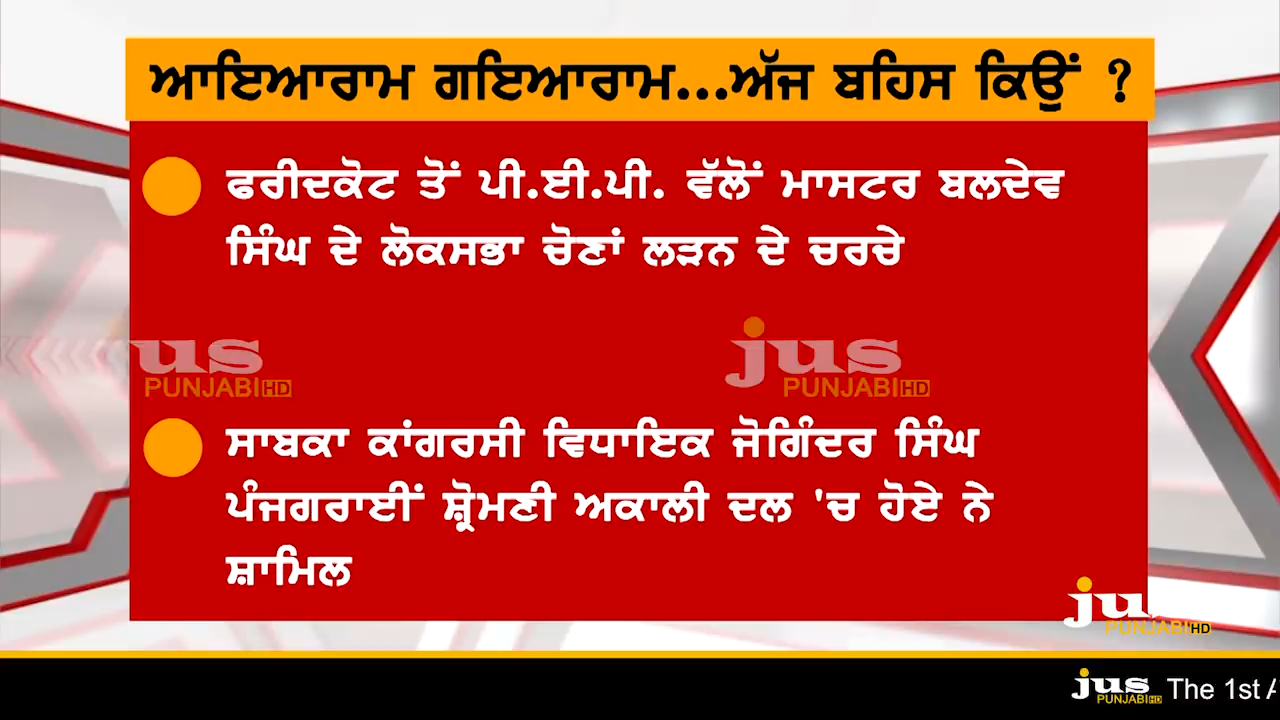 ਆਇਆਰਾਮ ਗਇਆਰਾਮ...ਅੱਜ ਬਹਿਸ ਕਿਉਂ ?
ਫਰੀਦਕੋਟ ਤੋਂ ਪੀ.ਈ.ਪੀ. ਵੱਲੋਂ ਮਾਸਟਰ ਬਲਦੇਵ
ਸਿੰਘ ਦੇ ਲੋਕਸਭਾ ਚੋਣਾਂ ਲੜਨ ਦੇ ਚਰਚੇ
jus
PUNJABI HD
jus
PUNJABI HD
ਸਾਬਕਾ ਕਾਂਗਰਸੀ ਵਿਧਾਇਕ ਜੋਗਿੰਦਰ ਸਿੰਘ
ਪੰਜਗਰਾਈਂ ਸ਼੍ਰੋਮਣੀ ਅਕਾਲੀ ਦਲ 'ਚ ਹੋਏ ਨੇ
ਸ਼ਾਮਿਲ
jus
PUNJABI HD
jus PUNJABI HD The 1st A